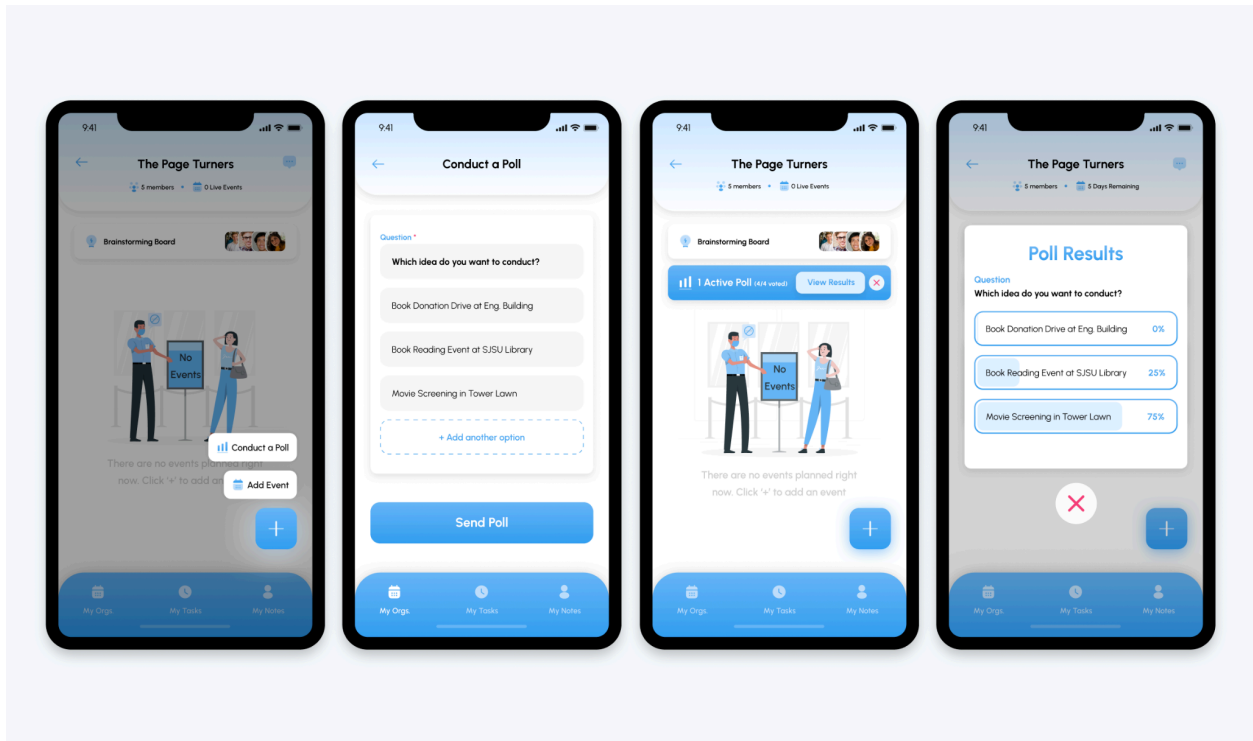 9:41
The Page Turners
5 members • 0 Live Events
Brainstorming Board
No
Events
Conduct a Poll
There are no events planned right
now. Click '+' to add an
Add Event
+
My Orgs.
My Tasks
My Notes
9:41
Conduct a Poll
Question *
Which idea do you want to conduct?
Book Donation Drive at Eng. Building
Book Reading Event at SJSU Library
Movie Screening in Tower Lawn
+ Add another option
Send Poll
My Orgs.
My Tasks
My Notes
9:41
The Page Turners
5 members • 0 Live Events
Brainstorming Board
1 Active Poll (4/4 voted)
View Results
No
Events
There are no events planned right
now. Click '+' to add an event
+
My Orgs.
My Tasks
My Notes
9:41
The Page Turners
5 members • 5 Days Remaining
Poll Results
Question
Which idea do you want to conduct?
Book Donation Drive at Eng. Building 0%
Book Reading Event at SJSU Library 25%
Movie Screening in Tower Lawn 75%
+
My Orgs.
My Tasks
My Notes